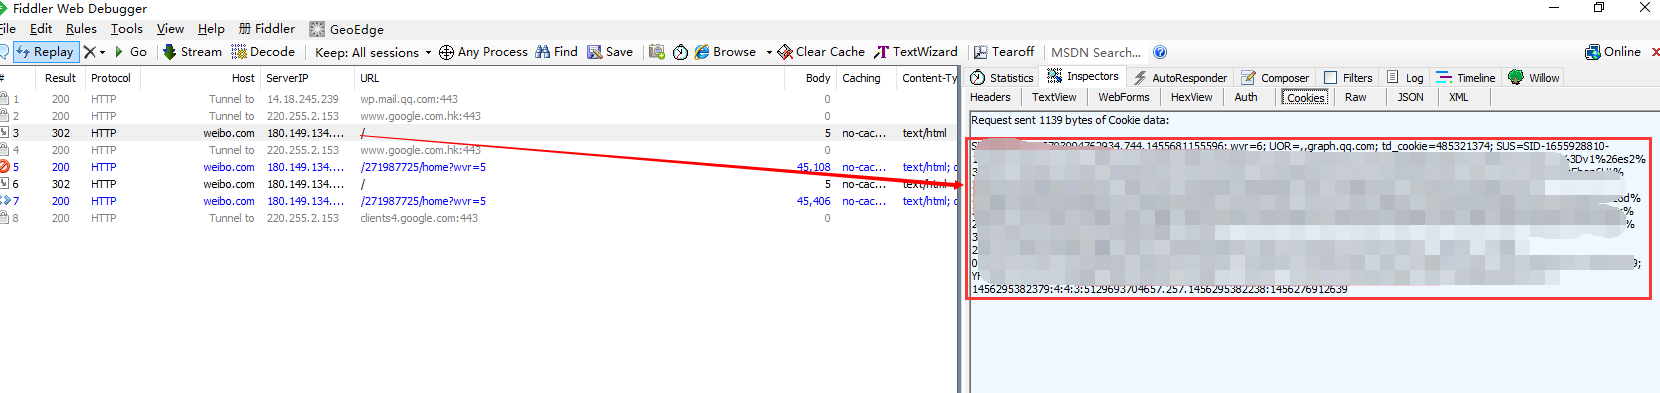 Fiddler Web Debugger
File Edit Rules Tools View Help Fiddler GeoEdge
Replay Go Stream Decode Keep: All sessions Any Process Find Save Browse Clear Cache TextWizard Tearoff MSDN Search... Online
# Result Protocol Host ServerIP URL Body Caching Content-Ty
Statistics Inspectors AutoResponder Composer Filters Log Timeline Willow
Headers TextView WebForms HexView Auth Cookies Raw JSON XML
1 200 HTTP Tunnel to 14.18.245.239 wp.mail.qq.com:443 0
2 200 HTTP Tunnel to 220.255.2.153 www.google.com.hk:443 0
3 302 HTTP weibo.com 180.149.134.... / 5 no-cac... text/html
4 200 HTTP Tunnel to 220.255.2.153 www.google.com.hk:443 0
5 200 HTTP weibo.com 180.149.134.... /271987725/home?wvr=5 45,108 no-cac... text/html; c
6 302 HTTP weibo.com 180.149.134.... / 5 no-cac... text/html
7 200 HTTP weibo.com 180.149.134.... /271987725/home?wvr=5 45,406 no-cac... text/html; c
8 200 HTTP Tunnel to 220.255.2.153 clients4.google.com:443 0
Request sent 1139 bytes of Cookie data:
.744.1455681155596; wvr=6; UOR=,,graph.qq.com; td_cookie=485321374; SUS=SID-1655928810-
3Dv1%26es2%
1456295382379:4:4:3:5129693704657.257.1456295382238:1456276912639